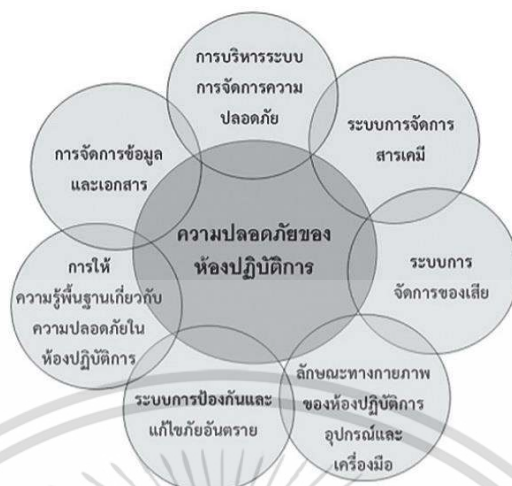 การบริหารระบบ
การจัดการความ
ปลอดภัย
ระบบการจัดการ
สารเคมี
ระบบการ
จัดการของเสีย
ลักษณะทางกายภาพ
ของห้องปฏิบัติการ
อุปกรณ์และ
เครื่องมือ
ระบบการป้องกันและ
แก้ไขภัยอันตราย
การให้
ความรู้พื้นฐานเกี่ยวกับ
ความปลอดภัยใน
ห้องปฏิบัติการ
การจัดการข้อมูล
และเอกสาร
ความปลอดภัยของ
ห้องปฏิบัติการ